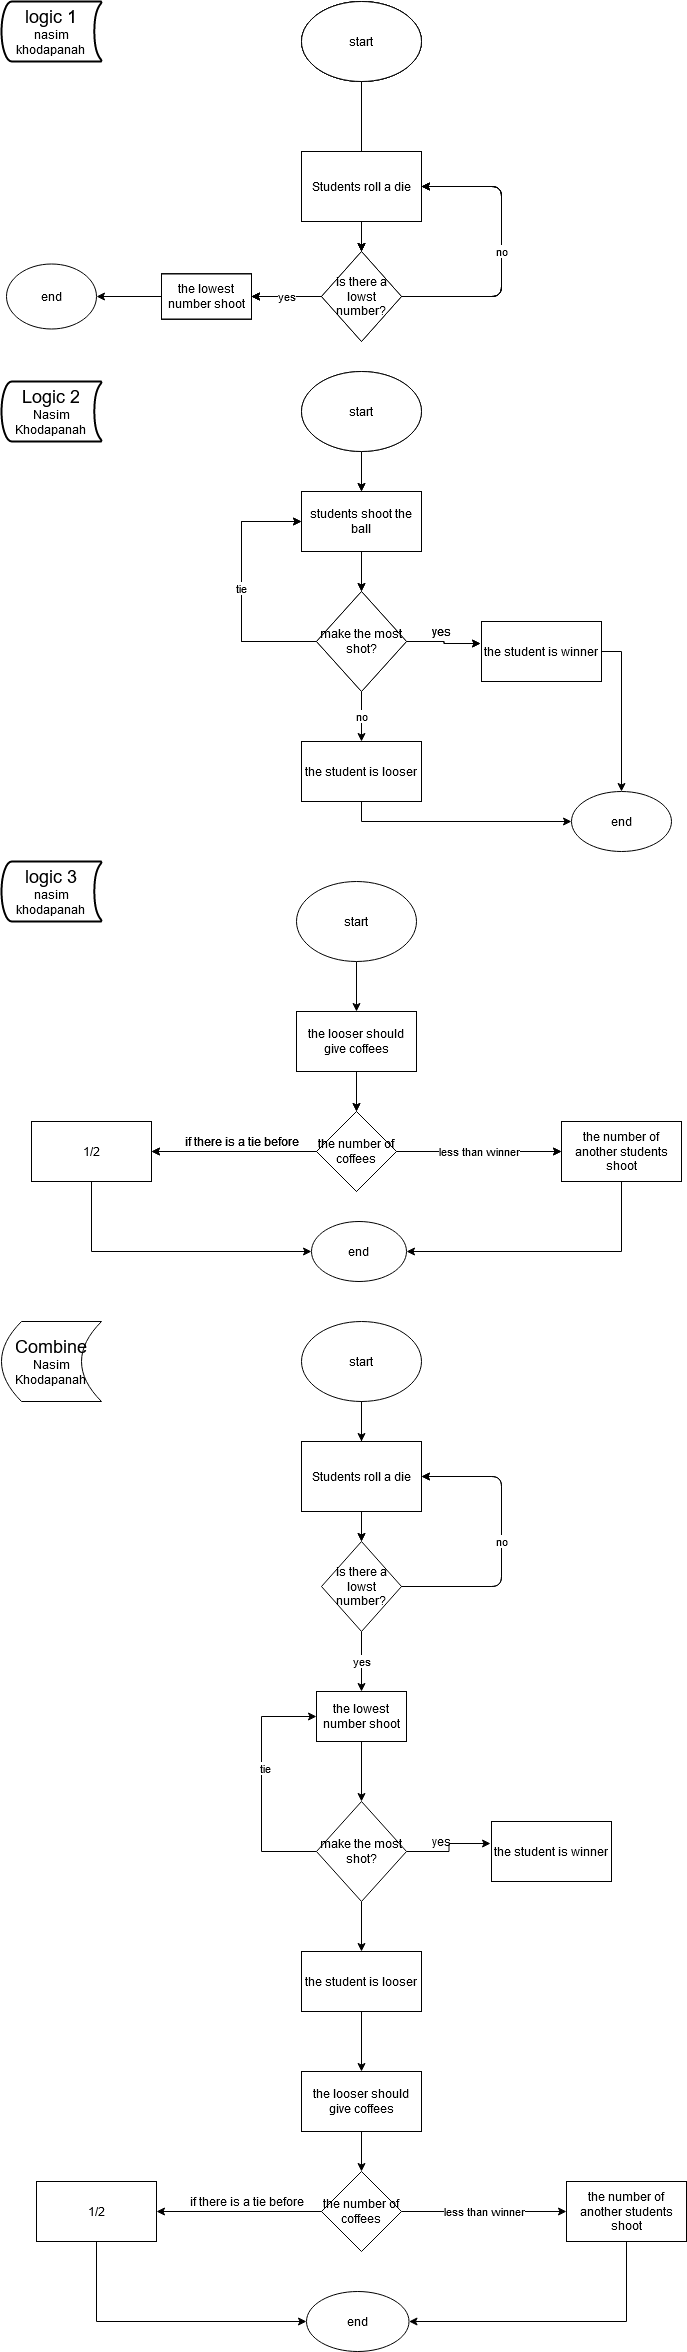 logic 1
nasim
khodapanah
start
Students roll a die
no
is there a
lowst
number?
yes
the lowest
number shoot
end
Logic 2
Nasim
Khodapanah
start
students shoot the
ball
tie
make the most
shot?
yes
the student is winner
no
the student is looser
end
logic 3
nasim
khodapanah
start
the looser should
give coffees
1/2
if there is a tie before
the number of
coffees
less than winner
the number of
another students
shoot
end
Combine
Nasim
Khodapanah
start
Students roll a die
no
is there a
lowst
number?
yes
the lowest
number shoot
tie
make the most
shot?
yes
the student is winner
the student is looser
the looser should
give coffees
1/2
if there is a tie before
the number of
coffees
less than winner
the number of
another students
shoot
end